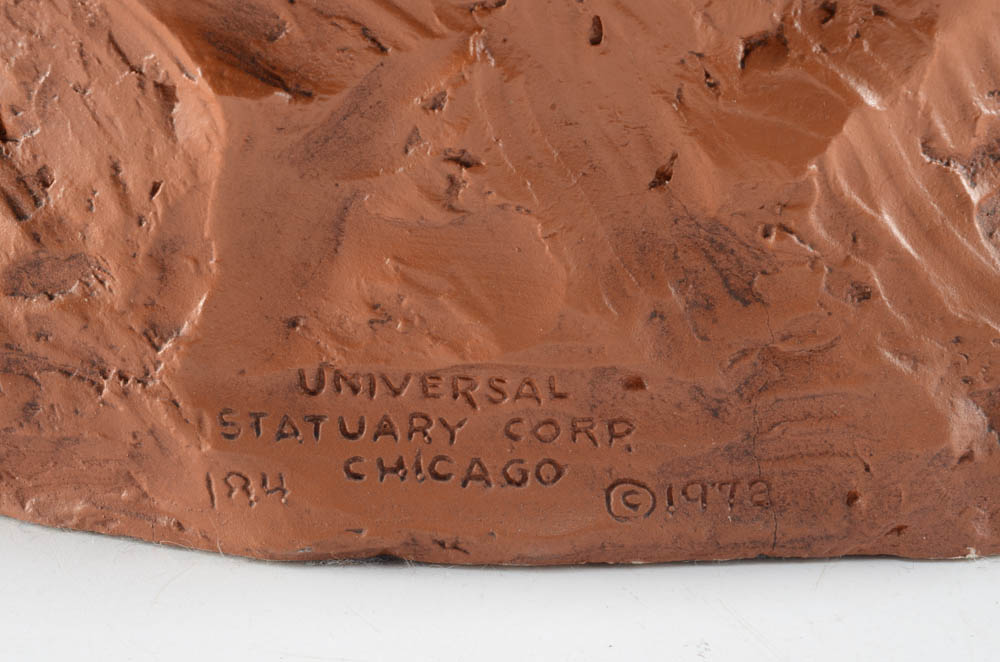 UNIVERSAL
STATUARY CORP.
CHICAGO
184 ©1973